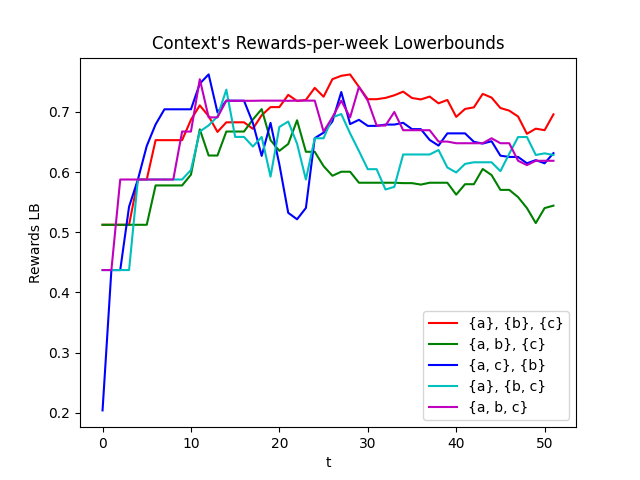 Context's Rewards-per-week Lowerbounds
Rewards LB
0.7
0.6
0.5
0.4
0.3
0.2
0 10 20 30 40 50
t
{a}, {b}, {c}
{a, b}, {c}
{a, c}, {b}
{a}, {b, c}
{a, b, c}